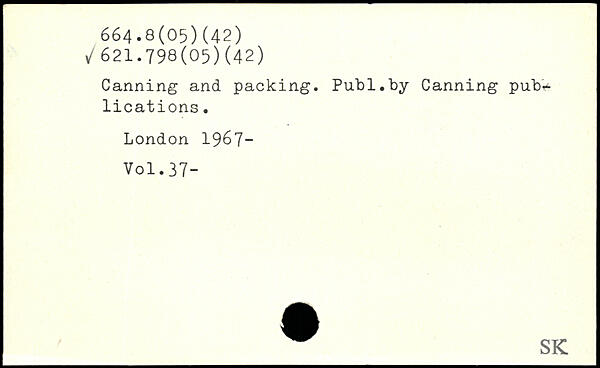 664.8(05)(42)
√ 621.798(05)(42)
Canning and packing. Publ.by Canning pub-
lications.
London 1967-
Vol.37-
SK